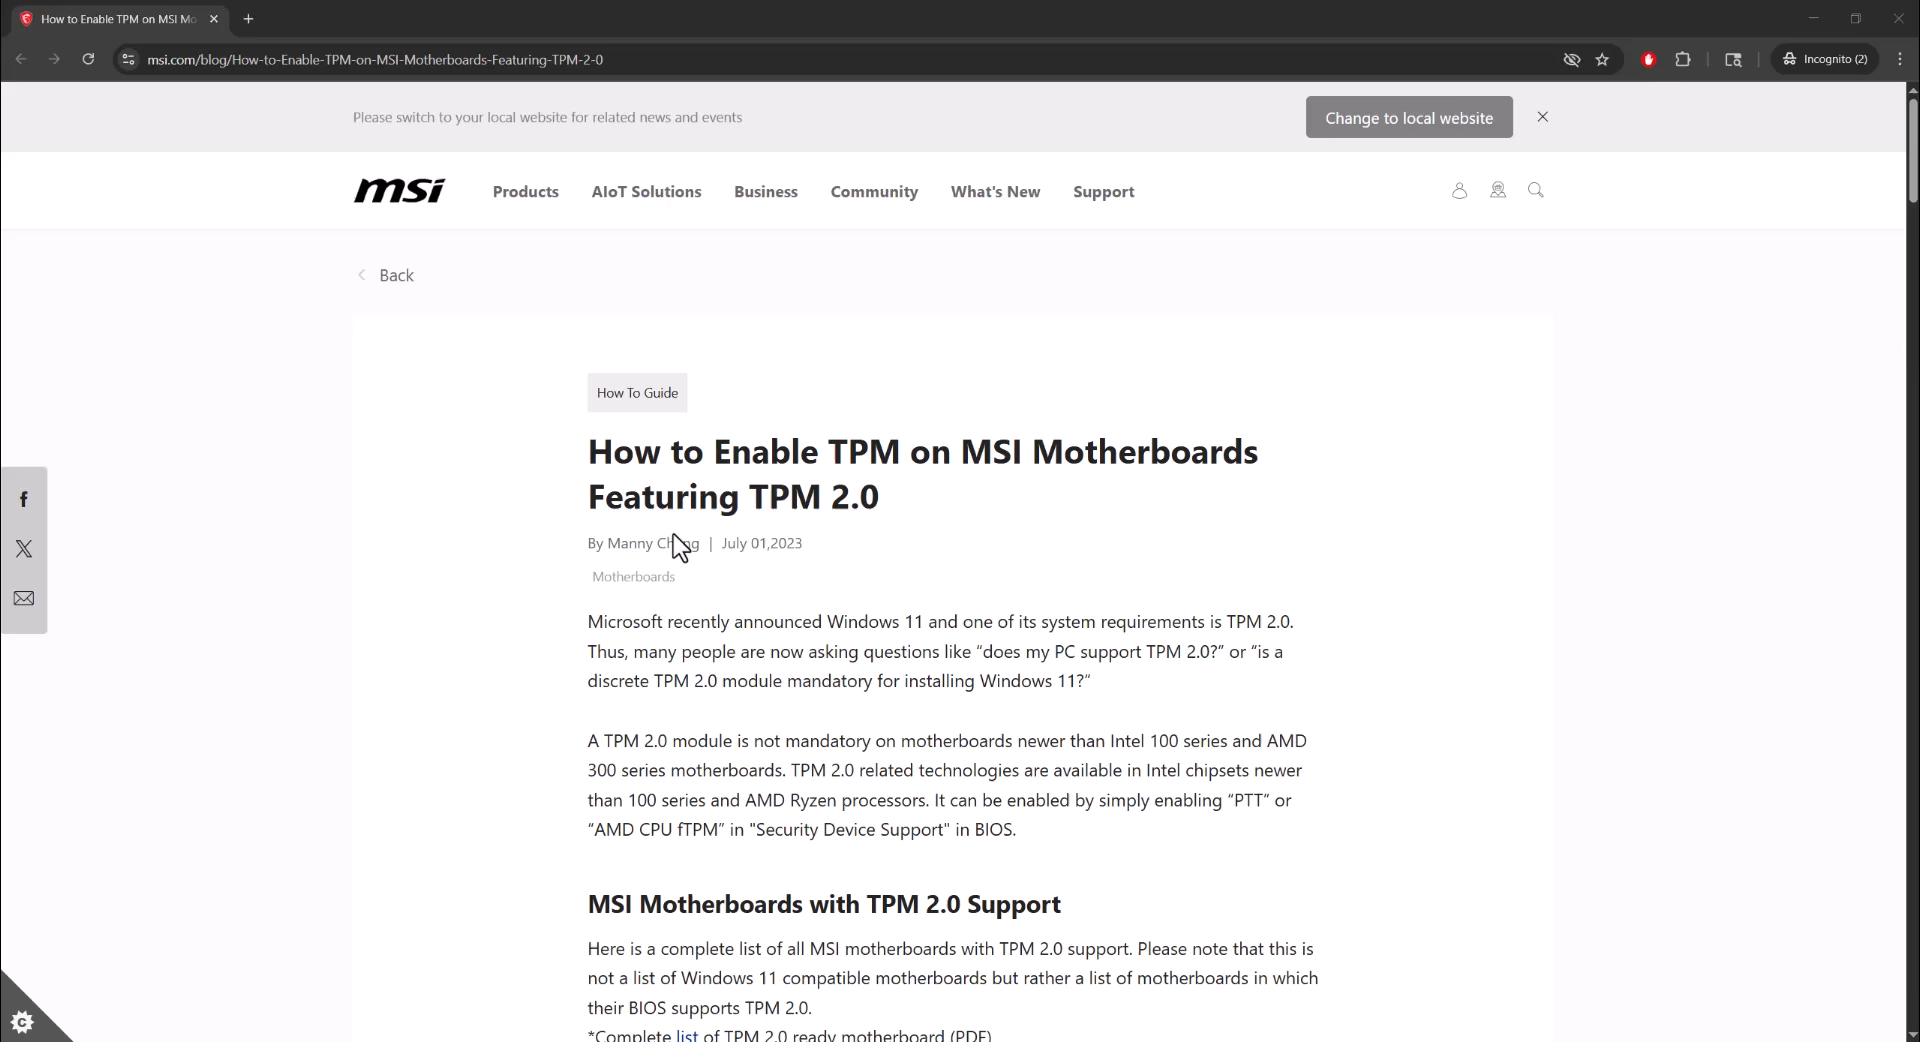 How to Enable TPM on MSI Mo
msi.com/blog/How-to-Enable-TPM-on-MSI-Motherboards-Featuring-TPM-2-0
Incognito (2)
Please switch to your local website for related news and events
Change to local website
msi
Products
AIoT Solutions
Business
Community
What's New
Support
Back
How To Guide
How to Enable TPM on MSI Motherboards
Featuring TPM 2.0
By Manny | July 01,2023
Motherboards
Microsoft recently announced Windows 11 and one of its system requirements is TPM 2.0.
Thus, many people are now asking questions like “does my PC support TPM 2.0?” or “is a
discrete TPM 2.0 module mandatory for installing Windows 11?”
A TPM 2.0 module is not mandatory on motherboards newer than Intel 100 series and AMD
300 series motherboards. TPM 2.0 related technologies are available in Intel chipsets newer
than 100 series and AMD Ryzen processors. It can be enabled by simply enabling “PTT” or
“AMD CPU fTPM” in "Security Device Support" in BIOS.
MSI Motherboards with TPM 2.0 Support
Here is a complete list of all MSI motherboards with TPM 2.0 support. Please note that this is
not a list of Windows 11 compatible motherboards but rather a list of motherboards in which
their BIOS supports TPM 2.0.
*Complete list of TPM 2.0 ready motherboard (PDF)